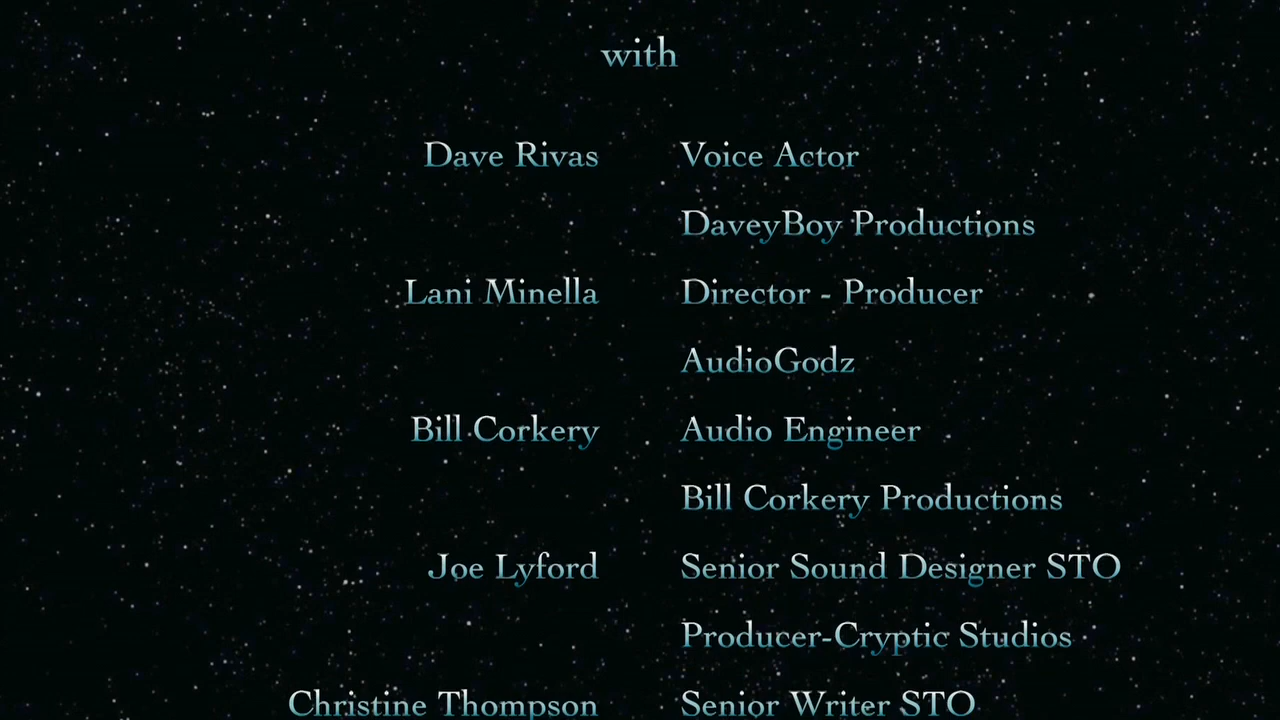 with
Dave Rivas Voice Actor
DaveyBoy Productions
Lani Minella Director - Producer
AudioGodz
Bill Corkery Audio Engineer
Bill Corkery Productions
Joe Lyford Senior Sound Designer STO
Producer-Cryptic Studios
Christine Thompson Senior Writer STO